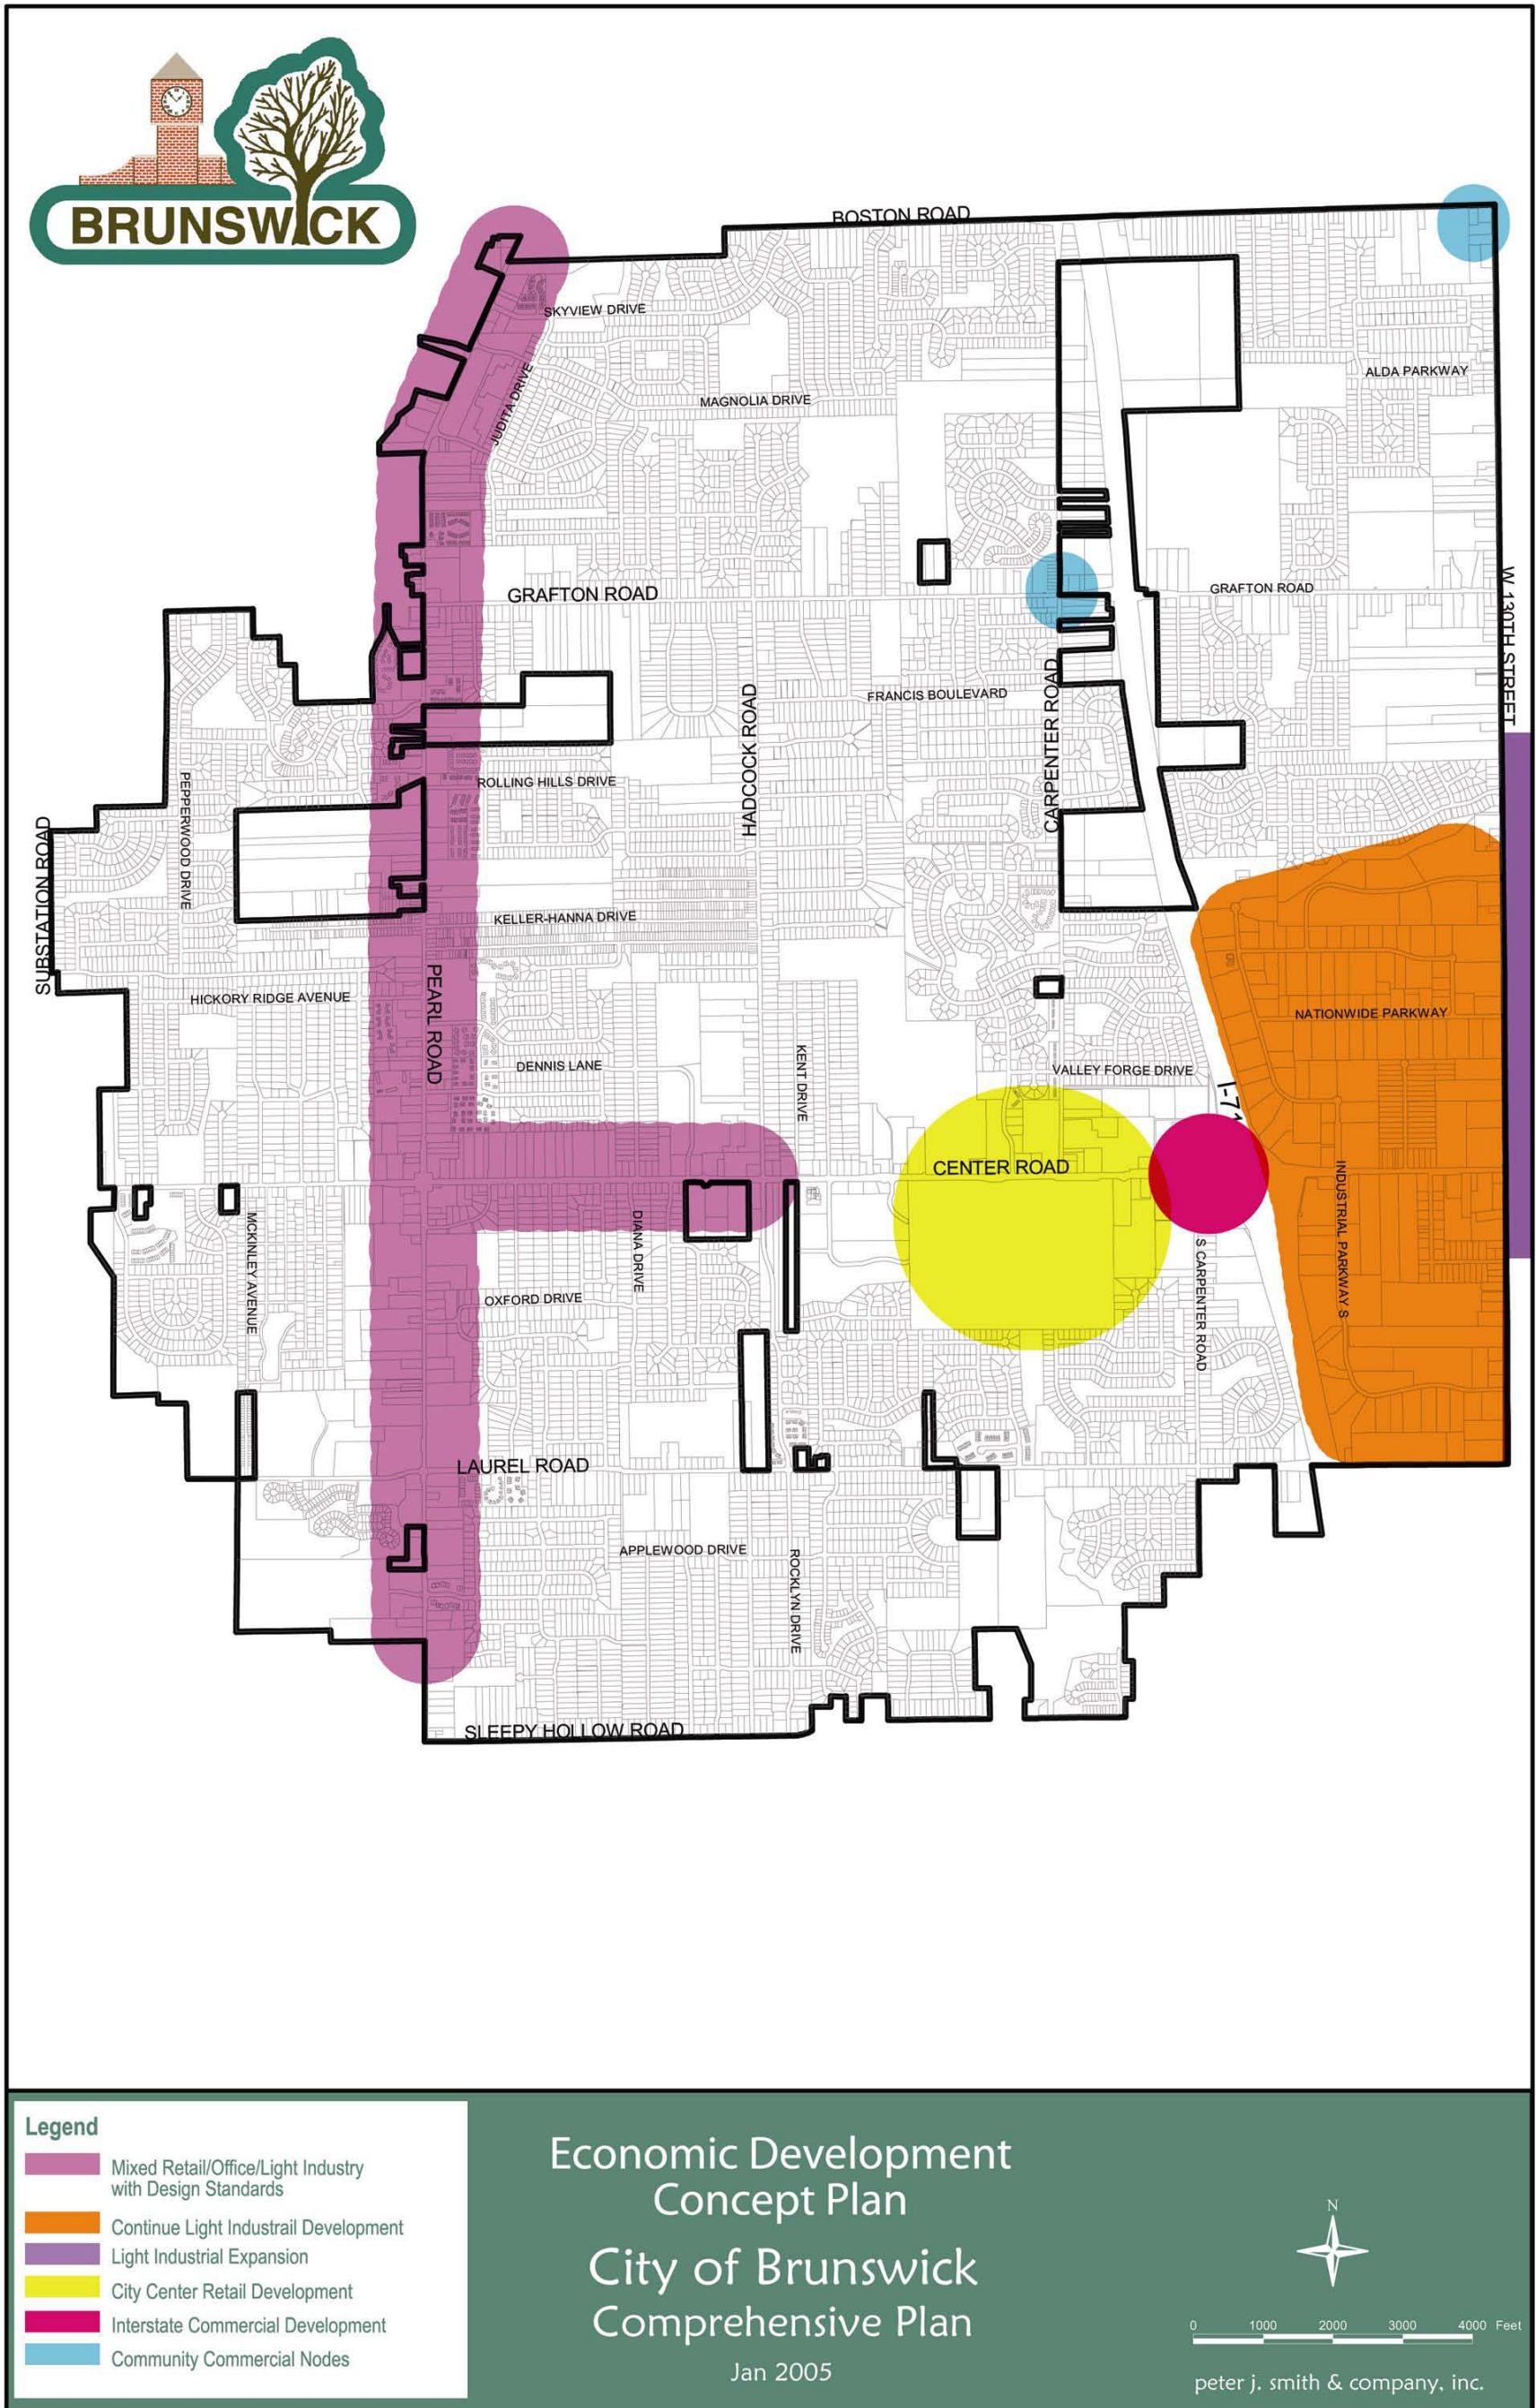 BRUNSWICK
BOSTON ROAD
SKYVIEW DRIVE
JUDITA DRIVE
MAGNOLIA DRIVE
ALDA PARKWAY
GRAFTON ROAD
GRAFTON ROAD
W 130TH STREET
FRANCIS BOULEVARD
HADCOCK ROAD
CARPENTER ROAD
PEPPERWOOD DRIVE
ROLLING HILLS DRIVE
SUBSTATION ROAD
KELLER-HANNA DRIVE
PEARL ROAD
HICKORY RIDGE AVENUE
NATIONWIDE PARKWAY
DENNIS LANE
KENT DRIVE
VALLEY FORGE DRIVE
I-71
CENTER ROAD
INDUSTRIAL PARKWAY S
MCKINLEY AVENUE
DIANA DRIVE
S CARPENTER ROAD
OXFORD DRIVE
LAUREL ROAD
APPLEWOOD DRIVE
ROCKLYN DRIVE
SLEEPY HOLLOW ROAD
Legend
Mixed Retail/Office/Light Industry
with Design Standards
Continue Light Industrail Development
Light Industrial Expansion
City Center Retail Development
Interstate Commercial Development
Community Commercial Nodes
Economic Development
Concept Plan
City of Brunswick
Comprehensive Plan
Jan 2005
N
0 1000 2000 3000 4000 Feet
peter j. smith & company, inc.